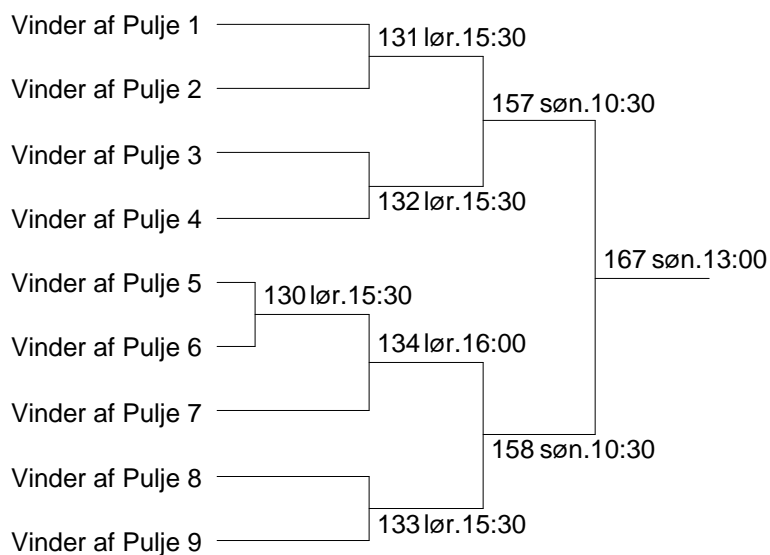 Vinder af Pulje 1
131 lør.15:30
Vinder af Pulje 2
157 søn.10:30
Vinder af Pulje 3
132 lør.15:30
Vinder af Pulje 4
167 søn.13:00
Vinder af Pulje 5
130 lør.15:30
Vinder af Pulje 6
134 lør.16:00
Vinder af Pulje 7
158 søn.10:30
Vinder af Pulje 8
133 lør.15:30
Vinder af Pulje 9